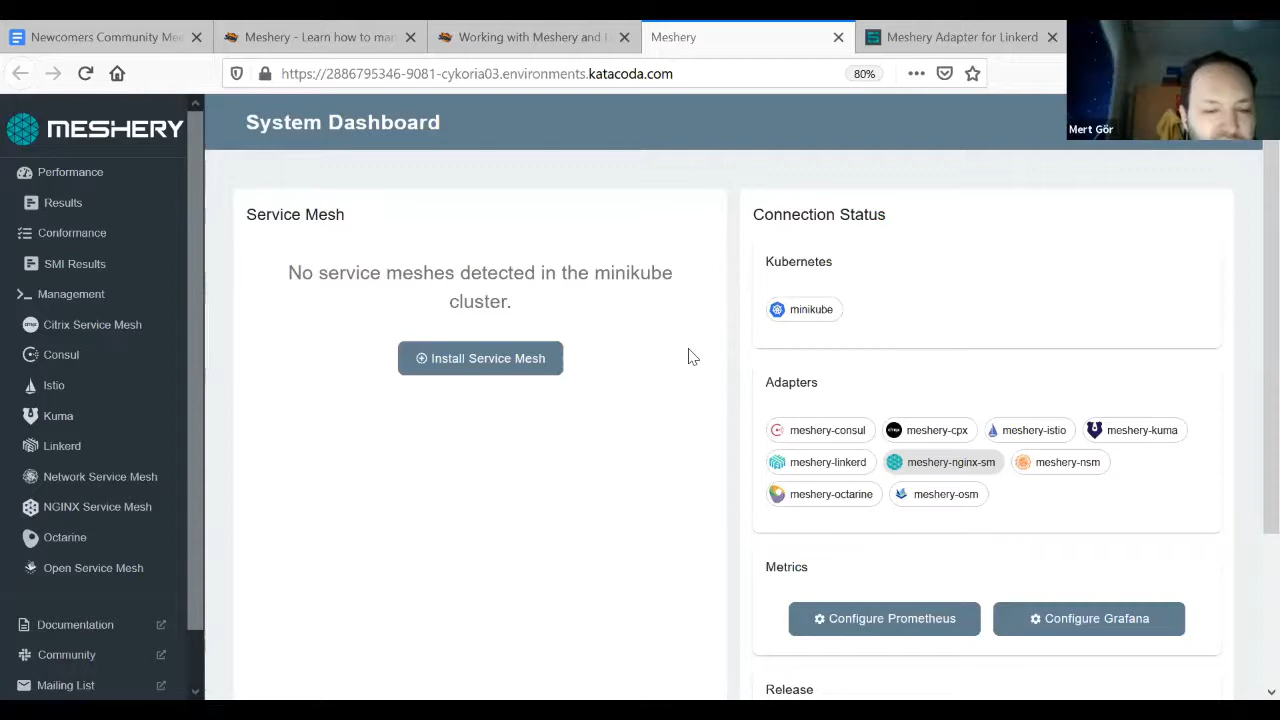 Newcomers Community Mee
Meshery - Learn how to man
Working with Meshery and
Meshery
Meshery Adapter for Linkerd
https://2886795346-9081-cykoria03.environments.katacoda.com
80%
Mert Gör
MESHERY
Performance
Results
Conformance
SMI Results
Management
Citrix Service Mesh
Consul
Istio
Kuma
Linkerd
Network Service Mesh
NGINX Service Mesh
Octarine
Open Service Mesh
Documentation
Community
Mailing List
System Dashboard
Service Mesh
No service meshes detected in the minikube
cluster.
Install Service Mesh
Connection Status
Kubernetes
minikube
Adapters
meshery-consul
meshery-cpx
meshery-istio
meshery-kuma
meshery-linkerd
meshery-nginx-sm
meshery-nsm
meshery-octarine
meshery-osm
Metrics
Configure Prometheus
Configure Grafana
Release